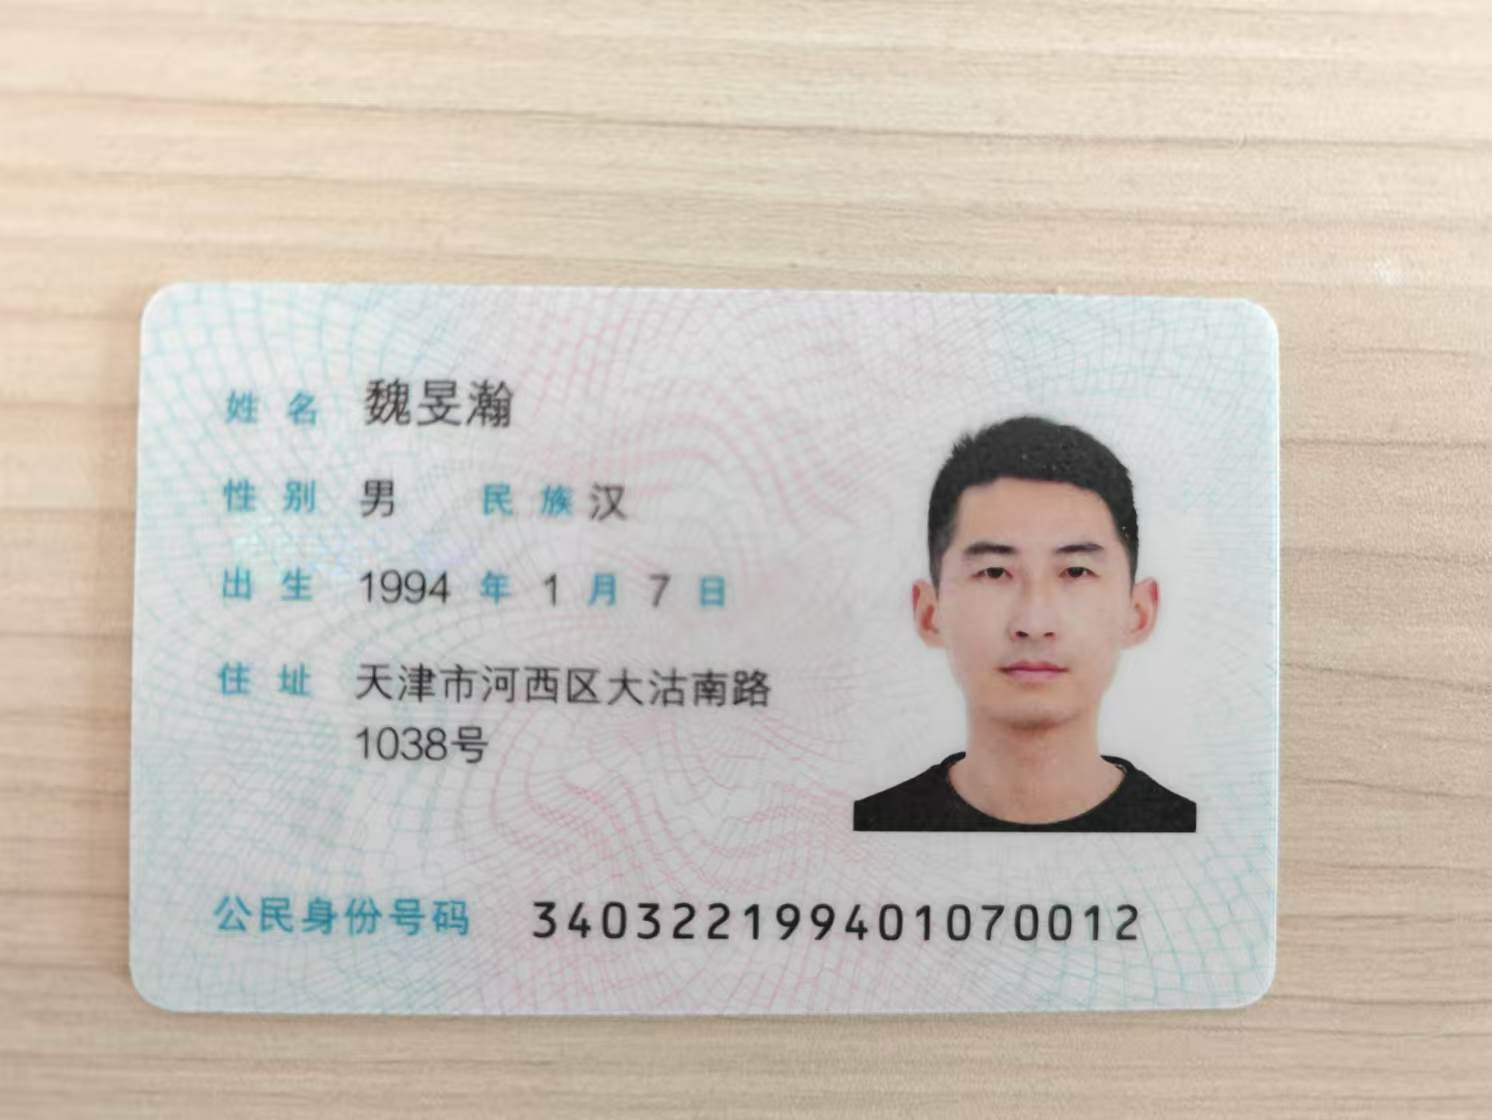 姓名 魏旻瀚
性别 男 民族 汉
出生 1994 年 1 月 7 日
住址 天津市河西区大沽南路
1038号
公民身份号码 340322199401070012